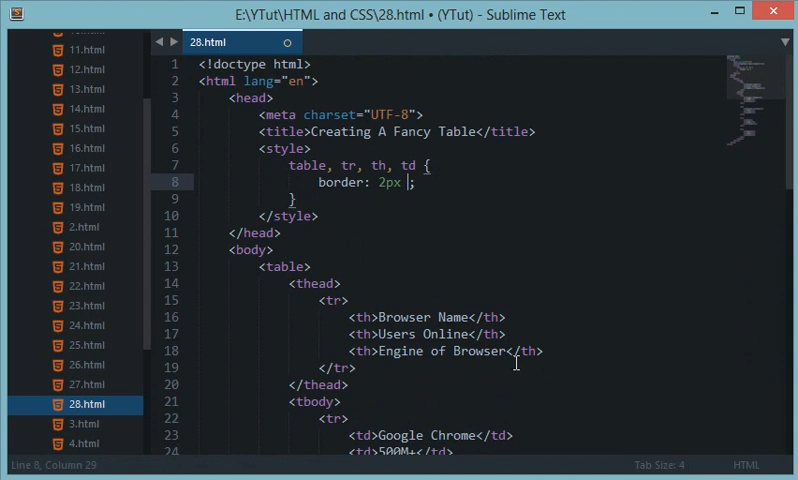 E:\YTut\HTML and CSS\28.html • (YTut) - Sublime Text
11.html
12.html
13.html
14.html
15.html
16.html
17.html
18.html
19.html
2.html
20.html
21.html
22.html
23.html
24.html
25.html
26.html
27.html
28.html
3.html
4.html
28.html
1 <!doctype html>
2 <html lang="en">
3 <head>
4 <meta charset="UTF-8">
5 <title>Creating A Fancy Table</title>
6 <style>
7 table, tr, th, td {
8 border: 2px ;
9 }
10 </style>
11 </head>
12 <body>
13 <table>
14 <thead>
15 <tr>
16 <th>Browser Name</th>
17 <th>Users Online</th>
18 <th>Engine of Browser</th>
19 </tr>
20 </thead>
21 <tbody>
22 <tr>
23 <td>Google Chrome</td>
24 <td>500M+</td>
Line 8, Column 29
Tab Size: 4
HTML